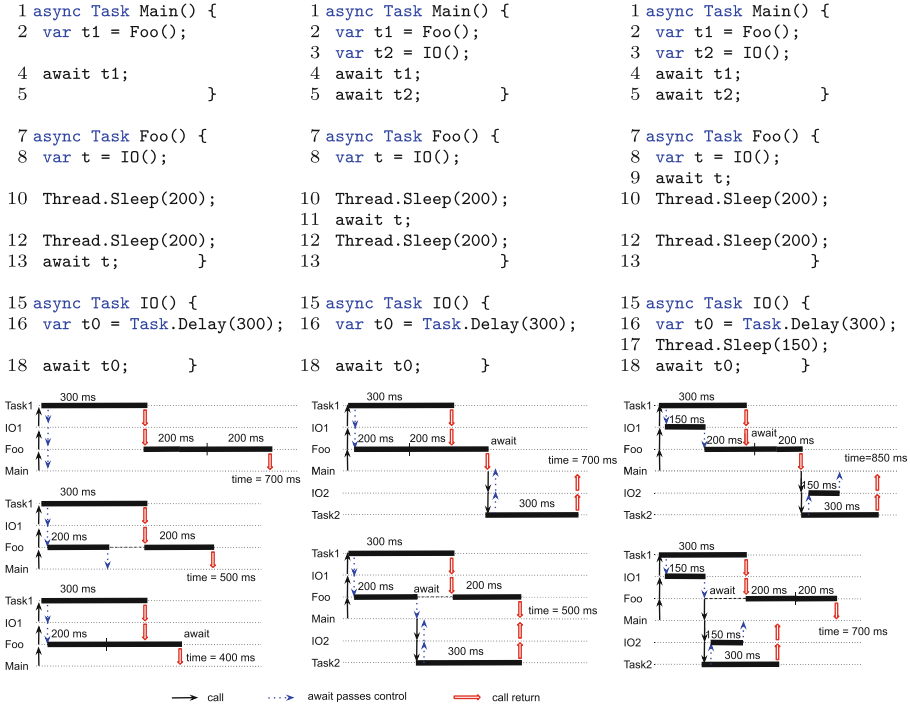 1 async Task Main() {
2 var t1 = Foo();
4 await t1;
5 }
7 async Task Foo() {
8 var t = IO();
10 Thread.Sleep(200);
12 Thread.Sleep(200);
13 await t; }
15 async Task IO() {
16 var t0 = Task.Delay(300);
18 await t0; }
1 async Task Main() {
2 var t1 = Foo();
3 var t2 = IO();
4 await t1;
5 await t2; }
7 async Task Foo() {
8 var t = IO();
10 Thread.Sleep(200);
11 await t;
12 Thread.Sleep(200);
13 }
15 async Task IO() {
16 var t0 = Task.Delay(300);
18 await t0; }
1 async Task Main() {
2 var t1 = Foo();
3 var t2 = IO();
4 await t1;
5 await t2; }
7 async Task Foo() {
8 var t = IO();
9 await t;
10 Thread.Sleep(200);
12 Thread.Sleep(200);
13 }
15 async Task IO() {
16 var t0 = Task.Delay(300);
17 Thread.Sleep(150);
18 await t0; }
300 ms
Task1
IO1
200 ms 200 ms
Foo
Main
time = 700 ms
300 ms
Task1
IO1
200 ms 200 ms
Foo
Main
time = 500 ms
300 ms
Task1
IO1
200 ms await
Foo
Main time = 400 ms
300 ms
Task1
IO1
200 ms 200 ms await
Foo
Main time = 700 ms
IO2
300 ms
Task2
300 ms
Task1
IO1
200 ms await 200 ms
Foo
Main time = 500 ms
IO2
300 ms
Task2
300 ms
Task1
150 ms
IO1
200 ms await 200 ms
Foo
Main time=850 ms
150 ms
IO2
300 ms
Task2
300 ms
Task1
150 ms
IO1
await 200 ms 200 ms
Foo
Main
time = 700 ms
150 ms
IO2
300 ms
Task2
call await passes control call return